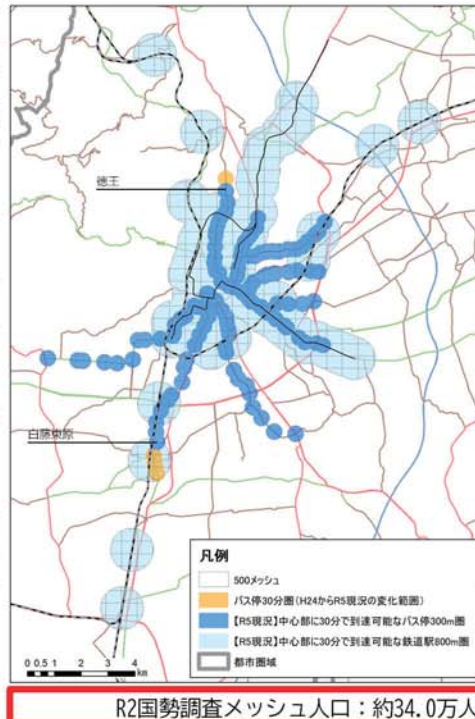 徳王
白藤東原
凡例
500メッシュ
バス停30分圏(H24からR5現況の変化範囲)
【R5現況】中心部に30分で到達可能なバス停300m圏
【R5現況】中心部に30分で到達可能な鉄道駅800m圏
都市圏域
0 0.5 1 2 3 4
km
R2国勢調査メッシュ人口：約34.0万人